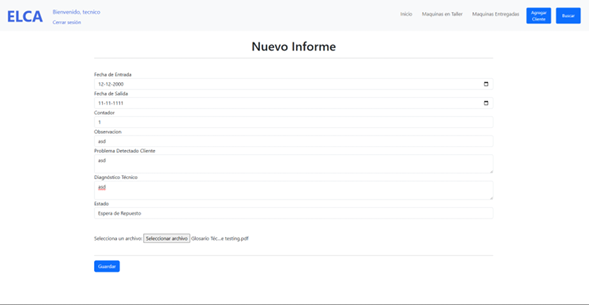 ELCA
Bienvenido, tecnico
Cerrar sesión
Inicio
Maquinas en Taller
Maquinas Entregadas
Agregar
Cliente
Buscar
Nuevo Informe
Fecha de Entrada
12-12-2000
Fecha de Salida
11-11-1111
Contador
1
Observacion
asd
Problema Detectado Cliente
asd
Diagnóstico Técnico
asd
Estado
Espera de Repuesto
Selecciona un archivo: Seleccionar archivo Glosario Téc...e testing.pdf
Guardar